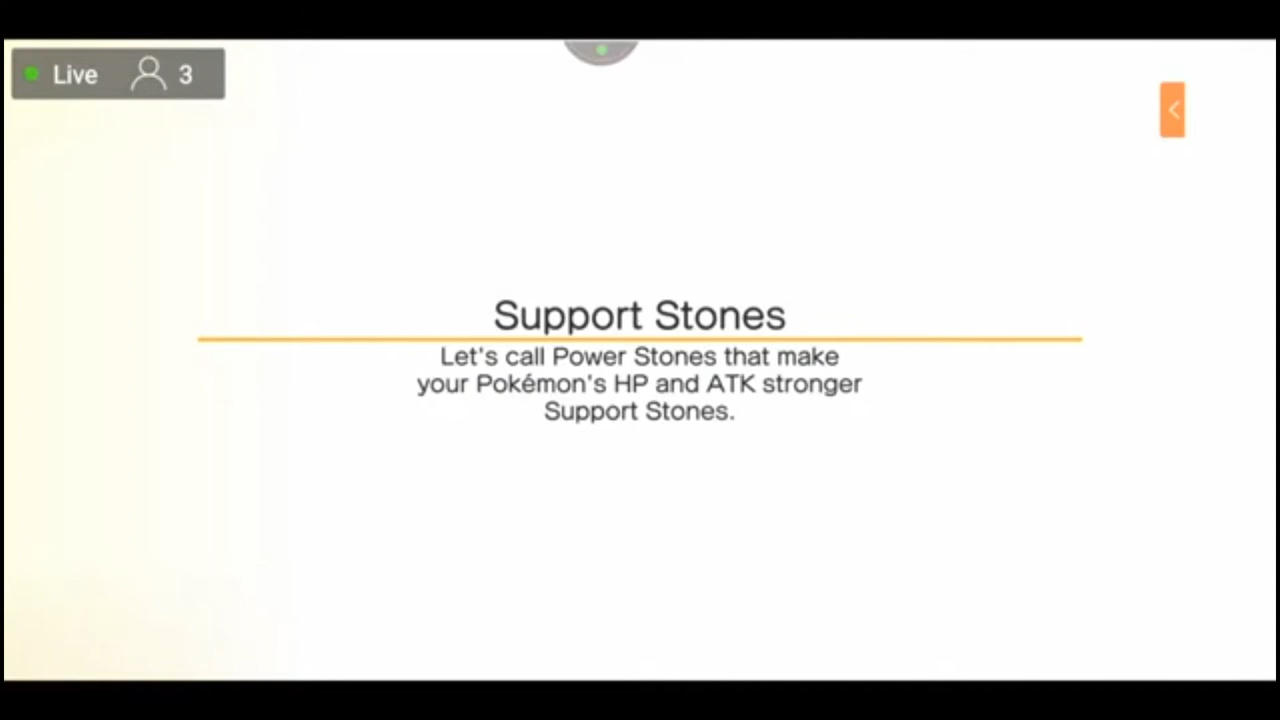 Live 3
Support Stones
Let's call Power Stones that make
your Pokémon's HP and ATK stronger
Support Stones.